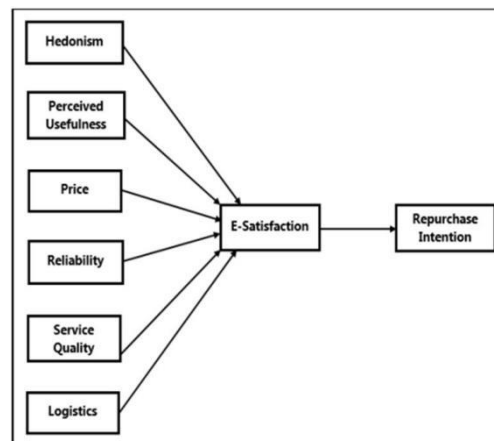 Hedonism
Perceived
Usefulness
Price
Reliability
Service
Quality
Logistics
E-Satisfaction
Repurchase
Intention